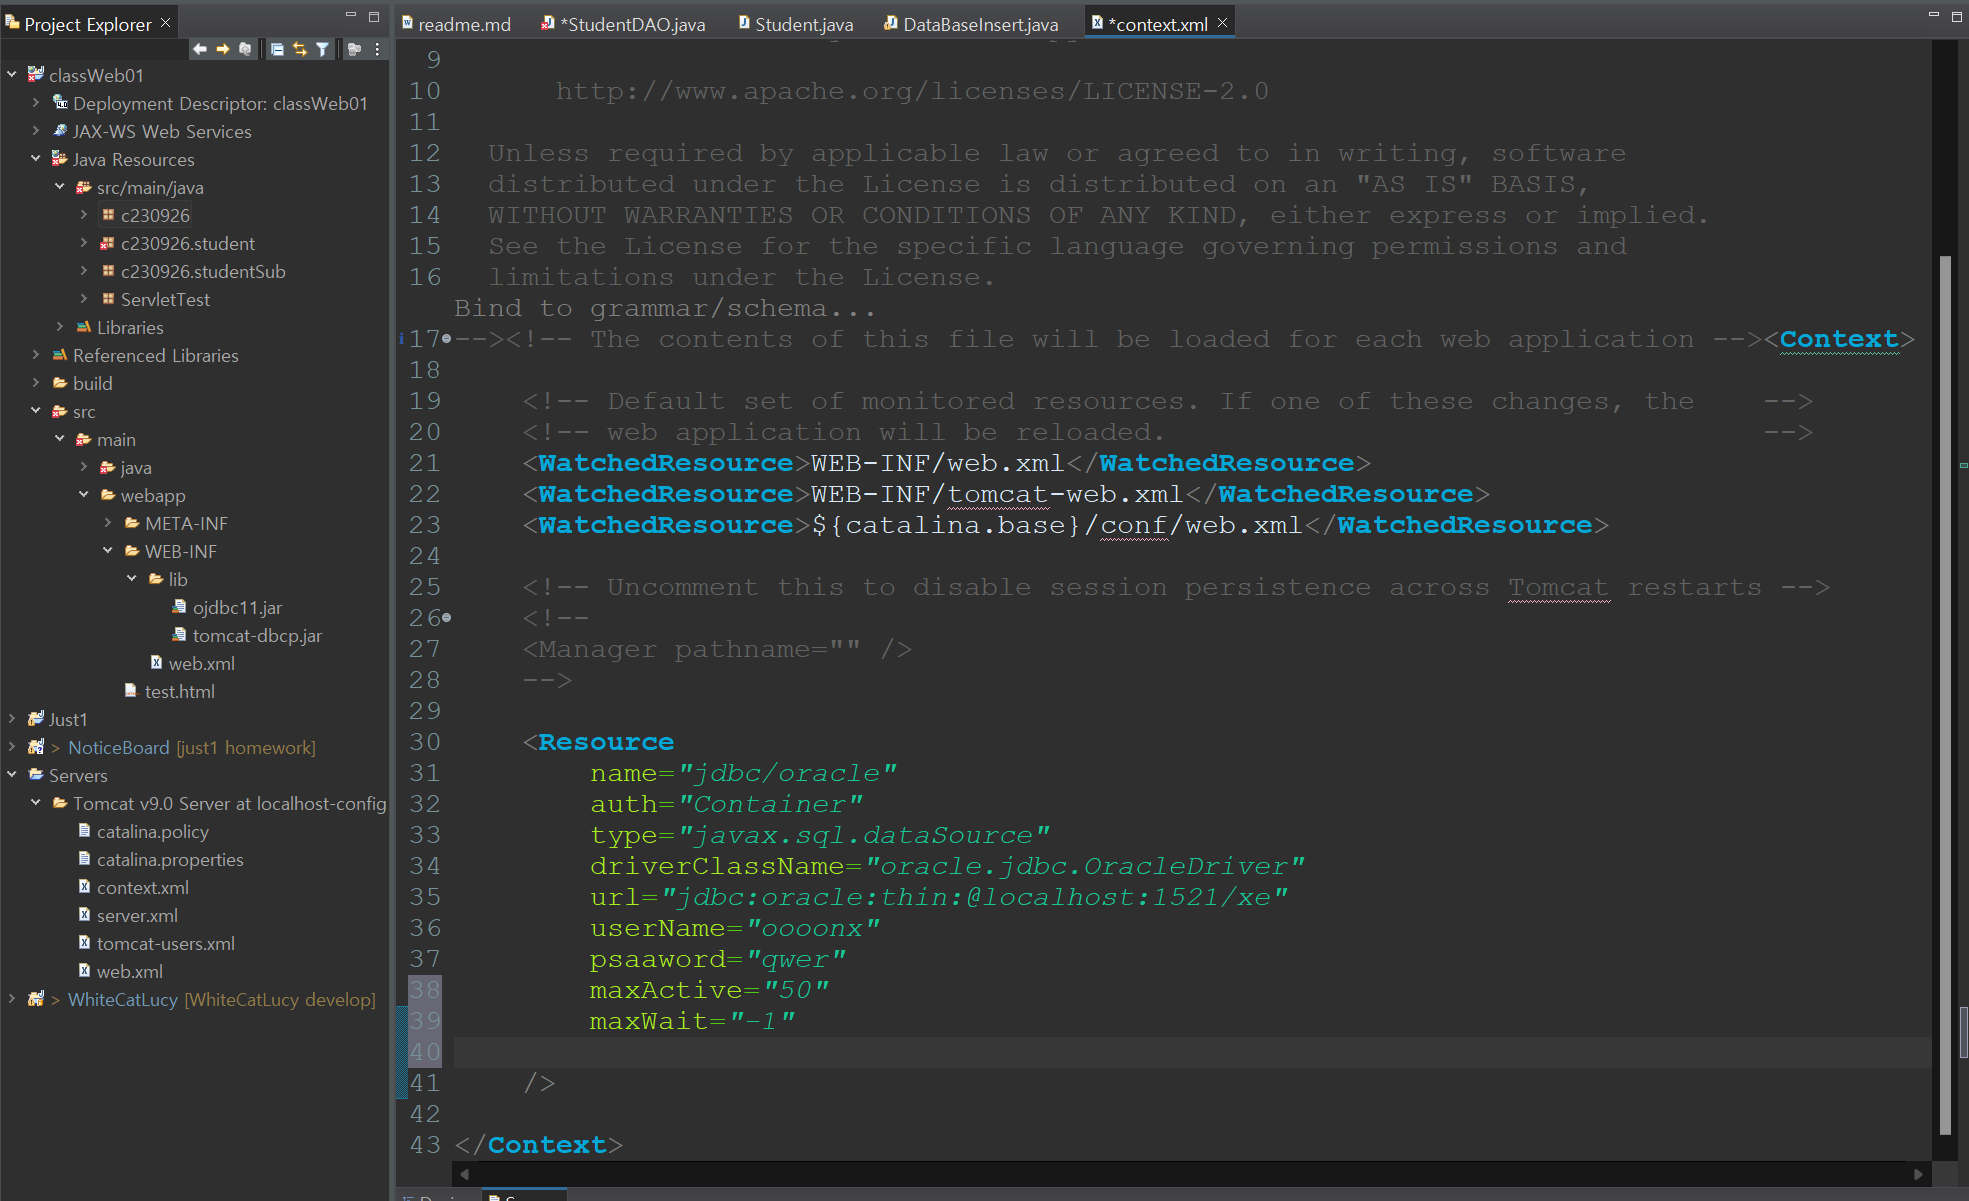 Project Explorer
classWeb01
Deployment Descriptor: classWeb01
JAX-WS Web Services
Java Resources
src/main/java
c230926
c230926.student
c230926.studentSub
ServletTest
Libraries
Referenced Libraries
build
src
main
java
webapp
META-INF
WEB-INF
lib
ojdbc11.jar
tomcat-dbcp.jar
web.xml
test.html
Just1
> NoticeBoard [just1 homework]
Servers
Tomcat v9.0 Server at localhost-config
catalina.policy
catalina.properties
context.xml
server.xml
tomcat-users.xml
web.xml
> WhiteCatLucy [WhiteCatLucy develop]
readme.md *StudentDAO.java Student.java DataBaseInsert.java *context.xml
9
10 http://www.apache.org/licenses/LICENSE-2.0
11
12 Unless required by applicable law or agreed to in writing, software
13 distributed under the License is distributed on an "AS IS" BASIS,
14 WITHOUT WARRANTIES OR CONDITIONS OF ANY KIND, either express or implied.
15 See the License for the specific language governing permissions and
16 limitations under the License.
Bind to grammar/schema...
17 --><!-- The contents of this file will be loaded for each web application --><Context>
18
19 <!-- Default set of monitored resources. If one of these changes, the -->
20 <!-- web application will be reloaded. -->
21 <WatchedResource>WEB-INF/web.xml</WatchedResource>
22 <WatchedResource>WEB-INF/tomcat-web.xml</WatchedResource>
23 <WatchedResource>${catalina.base}/conf/web.xml</WatchedResource>
24
25 <!-- Uncomment this to disable session persistence across Tomcat restarts -->
26 <!--
27 <Manager pathname="" />
28 -->
29
30 <Resource
31 name="jdbc/oracle"
32 auth="Container"
33 type="javax.sql.dataSource"
34 driverClassName="oracle.jdbc.OracleDriver"
35 url="jdbc:oracle:thin:@localhost:1521/xe"
36 userName="oooonx"
37 psaaword="qwer"
38 maxActive="50"
39 maxWait="-1"
40
41 />
42
43 </Context>